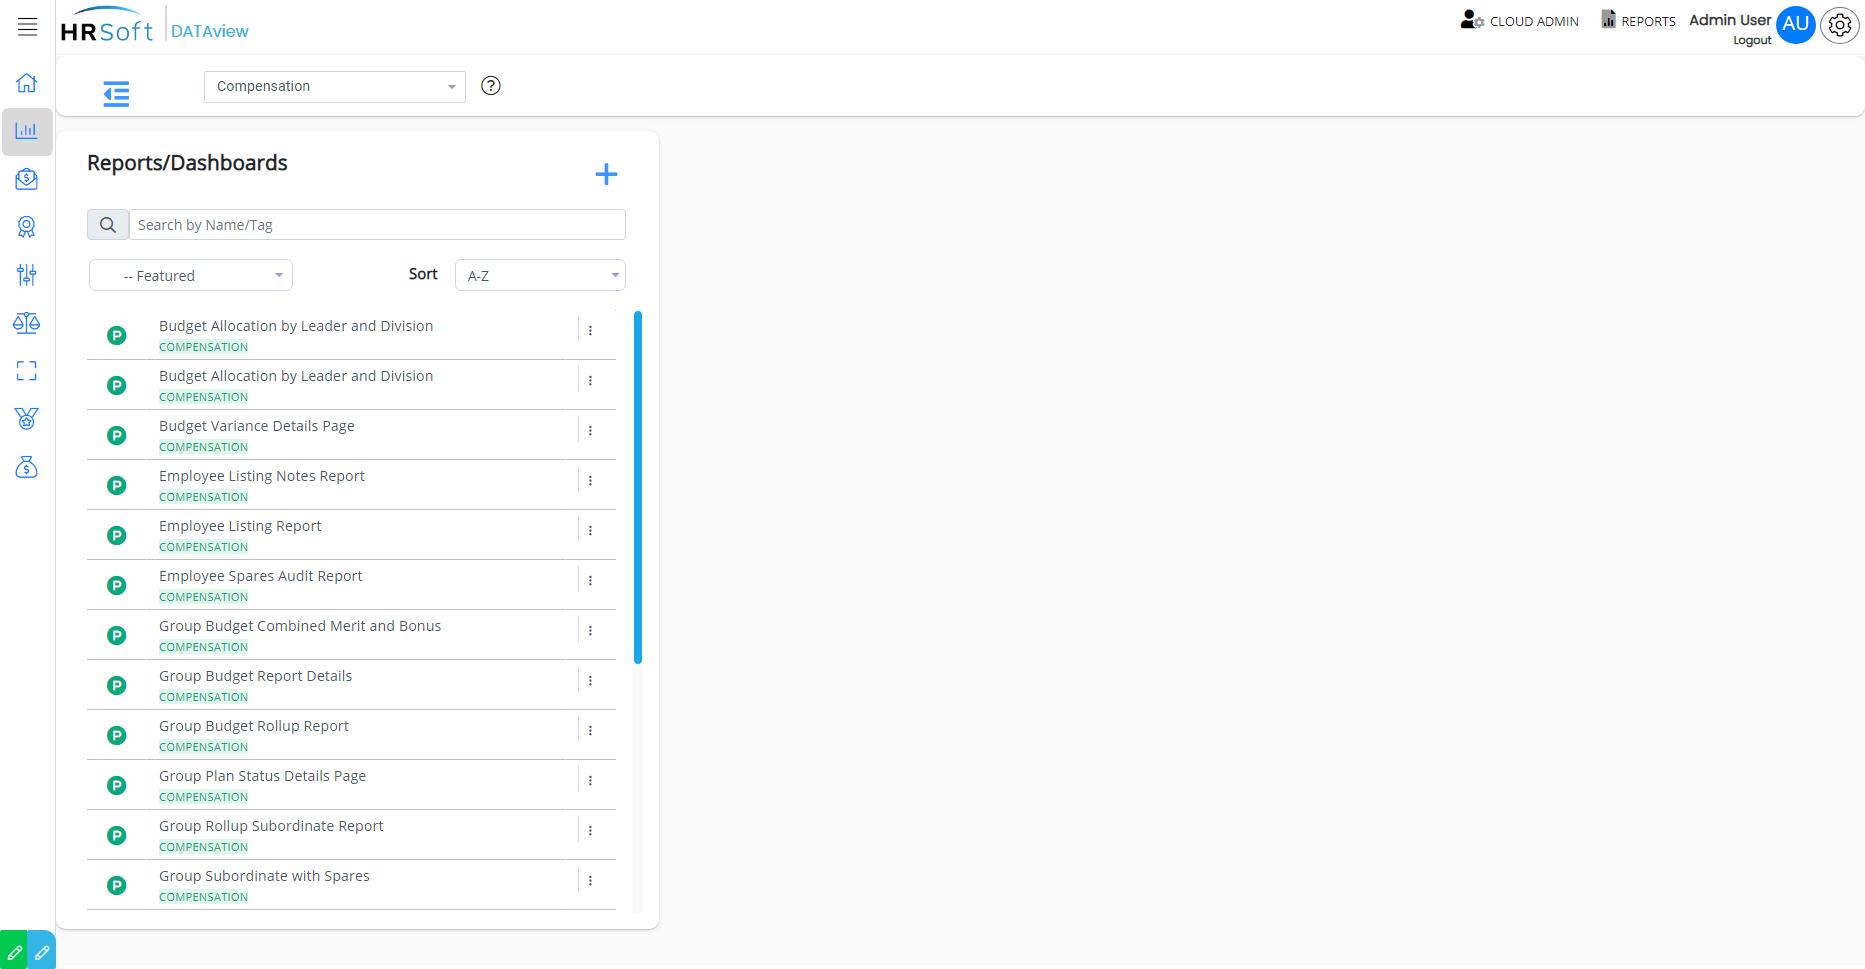 HRSoft DATAview
CLOUD ADMIN
REPORTS
Admin User
Logout
AU
Compensation
?
Reports/Dashboards
Search by Name/Tag
-- Featured
Sort
A-Z
P
Budget Allocation by Leader and Division
COMPENSATION
P
Budget Allocation by Leader and Division
COMPENSATION
P
Budget Variance Details Page
COMPENSATION
P
Employee Listing Notes Report
COMPENSATION
P
Employee Listing Report
COMPENSATION
P
Employee Spares Audit Report
COMPENSATION
P
Group Budget Combined Merit and Bonus
COMPENSATION
P
Group Budget Report Details
COMPENSATION
P
Group Budget Rollup Report
COMPENSATION
P
Group Plan Status Details Page
COMPENSATION
P
Group Rollup Subordinate Report
COMPENSATION
P
Group Subordinate with Spares
COMPENSATION